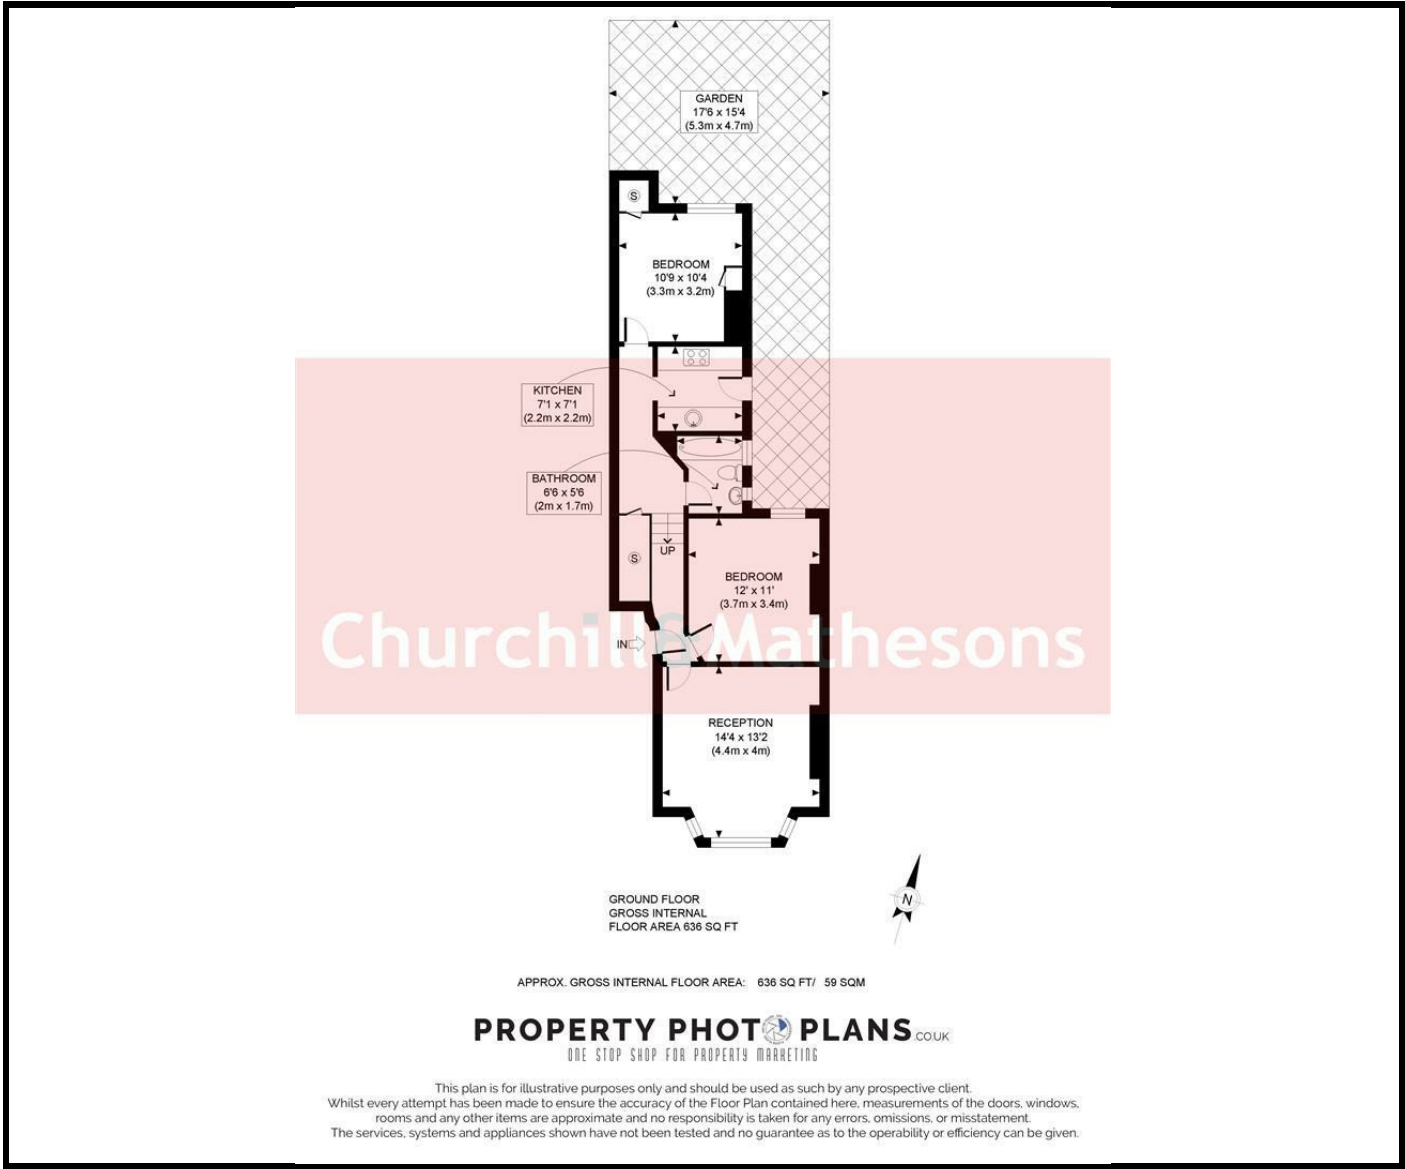 GARDEN
17'6 x 15'4
(5.3m x 4.7m)
S
BEDROOM
10'9 x 10'4
(3.3m x 3.2m)
KITCHEN
7'1 x 7'1
(2.2m x 2.2m)
BATHROOM
6'6 x 5'6
(2m x 1.7m)
UP
S
BEDROOM
12' x 11'
(3.7m x 3.4m)
IN
Churchill & Mathesons
RECEPTION
14'4 x 13'2
(4.4m x 4m)
N
GROUND FLOOR
GROSS INTERNAL
FLOOR AREA 636 SQ FT
APPROX. GROSS INTERNAL FLOOR AREA: 636 SQ FT/ 59 SQM
PROPERTY PHOTO PLANS.CO.UK
ONE STOP SHOP FOR PROPERTY MARKETING
This plan is for illustrative purposes only and should be used as such by any prospective client.
Whilst every attempt has been made to ensure the accuracy of the Floor Plan contained here, measurements of the doors, windows,
rooms and any other items are approximate and no responsibility is taken for any errors, omissions, or misstatement.
The services, systems and appliances shown have not been tested and no guarantee as to the operability or efficiency can be given.